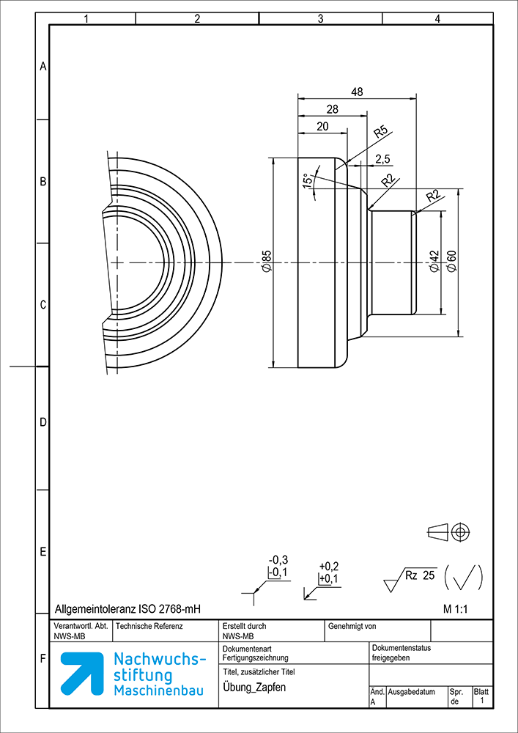 1 2 3 4
A
B
C
D
E
F
48
28
20
R5
2,5
15°
R2
R2
∅85
∅42
∅60
-0,3
-0,1
+0,2
+0,1
Rz 25
Allgemeintoleranz ISO 2768-mH
M 1:1
Verantwortl. Abt.
NWS-MB
Technische Referenz
Erstellt durch
NWS-MB
Genehmigt von
Dokumentenart
Fertigungszeichnung
Dokumentenstatus
freigegeben
Nachwuchs-
stiftung
Maschinenbau
Titel, zusätzlicher Titel
Übung_Zapfen
Änd.
A
Ausgabedatum
Spr.
de
Blatt
1